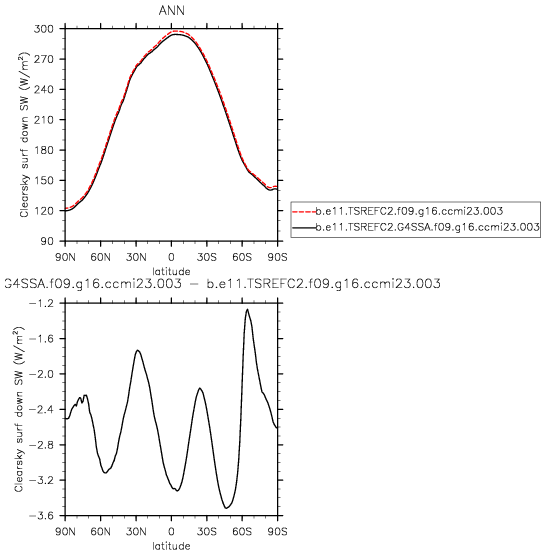 ANN
Clearsky surf down SW (W/m²)
300
270
240
210
180
150
120
90
90N 60N 30N 0 30S 60S 90S
latitude
b.e11.TSREFC2.f09.g16.ccmi23.003
b.e11.TSREFC2.G4SSA.f09.g16.ccmi23.003
G4SSA.f09.g16.ccmi23.003 − b.e11.TSREFC2.f09.g16.ccmi23.003
Clearsky surf down SW (W/m²)
−1.2
−1.6
−2.0
−2.4
−2.8
−3.2
−3.6
90N 60N 30N 0 30S 60S 90S
latitude